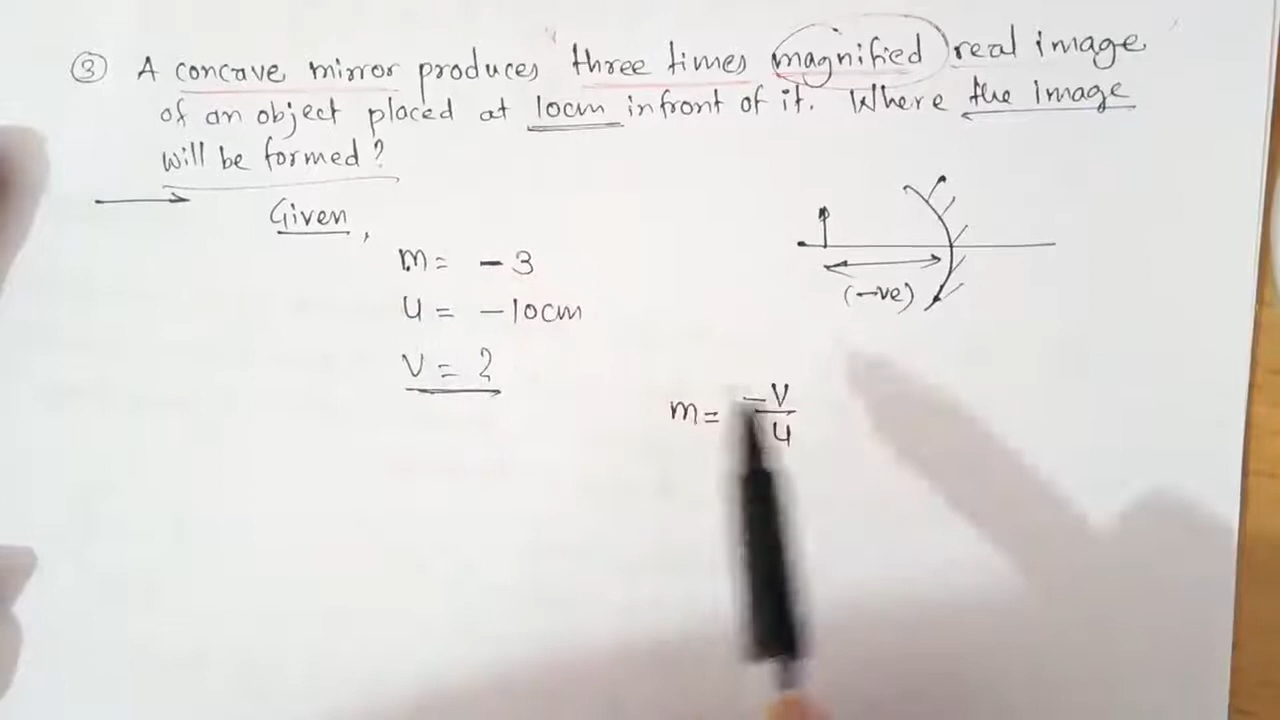 ③ A concave mirror produces three times magnified real image
of an object placed at 10cm infront of it. Where the image
will be formed?
Given,
m = -3
u = -10cm
v = ?
(-ve)
m = -v/u